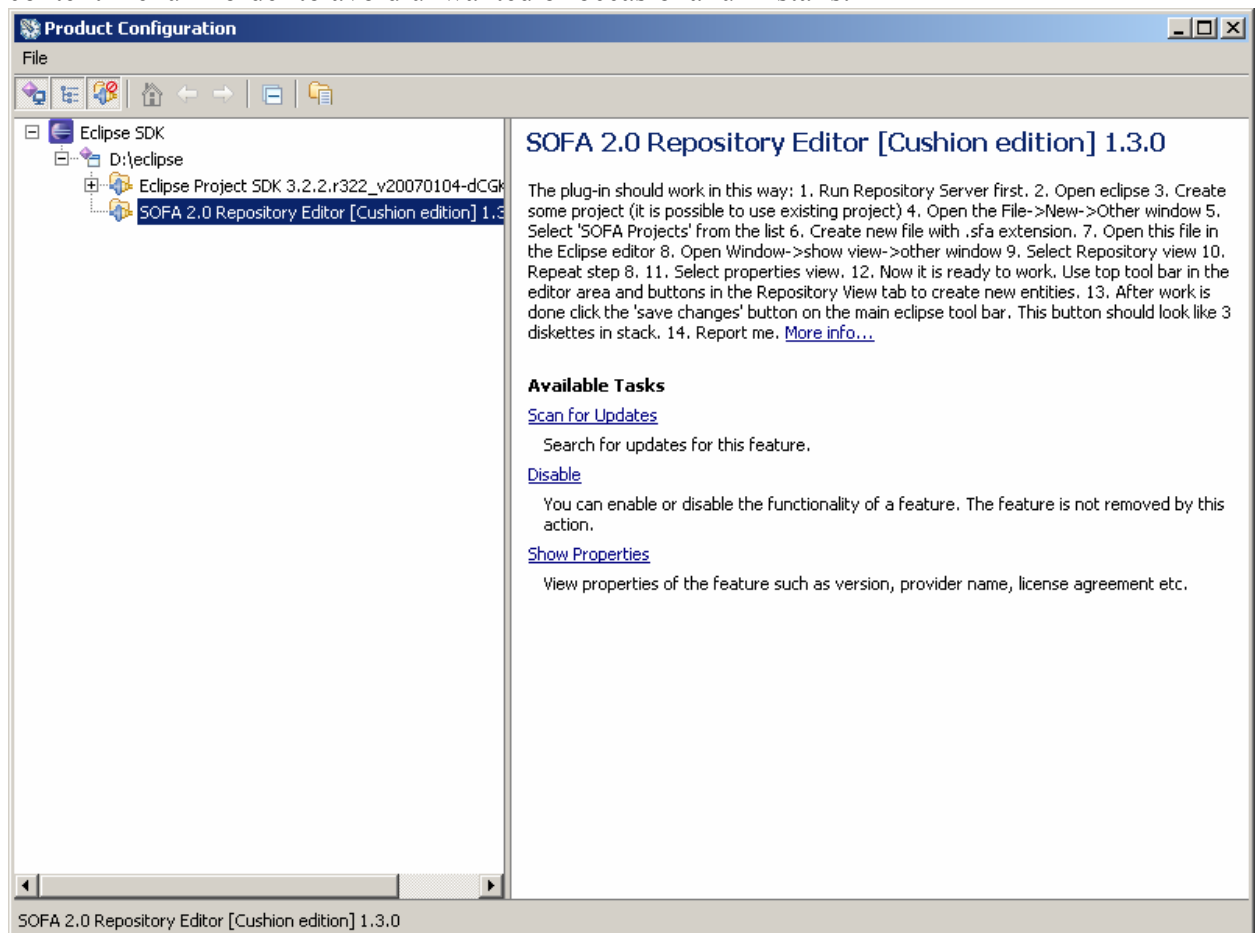 Product Configuration
File
Eclipse SDK
D:\eclipse
Eclipse Project SDK 3.2.2.r322_v20070104-dCGK
SOFA 2.0 Repository Editor [Cushion edition] 1.3
SOFA 2.0 Repository Editor [Cushion edition] 1.3.0
The plug-in should work in this way: 1. Run Repository Server first. 2. Open eclipse 3. Create
some project (it is possible to use existing project) 4. Open the File->New->Other window 5.
Select 'SOFA Projects' from the list 6. Create new file with .sfa extension. 7. Open this file in
the Eclipse editor 8. Open Window->show view->other window 9. Select Repository view 10.
Repeat step 8. 11. Select properties view. 12. Now it is ready to work. Use top tool bar in the
editor area and buttons in the Repository View tab to create new entities. 13. After work is
done click the 'save changes' button on the main eclipse tool bar. This button should look like 3
diskettes in stack. 14. Report me. More info...
Available Tasks
Scan for Updates
Search for updates for this feature.
Disable
You can enable or disable the functionality of a feature. The feature is not removed by this
action.
Show Properties
View properties of the feature such as version, provider name, license agreement etc.
SOFA 2.0 Repository Editor [Cushion edition] 1.3.0